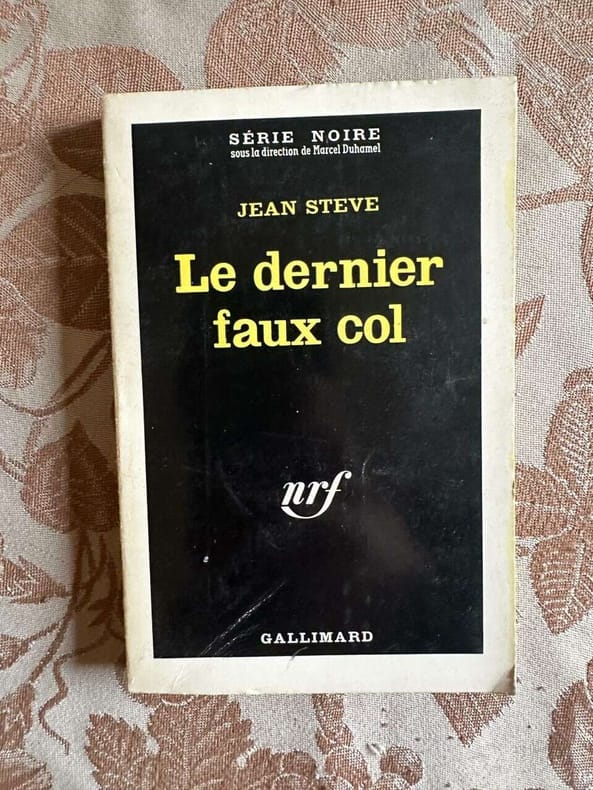 SÉRIE NOIRE
sous la direction de Marcel Duhamel
JEAN STEVE
Le dernier
faux col
nrf
GALLIMARD